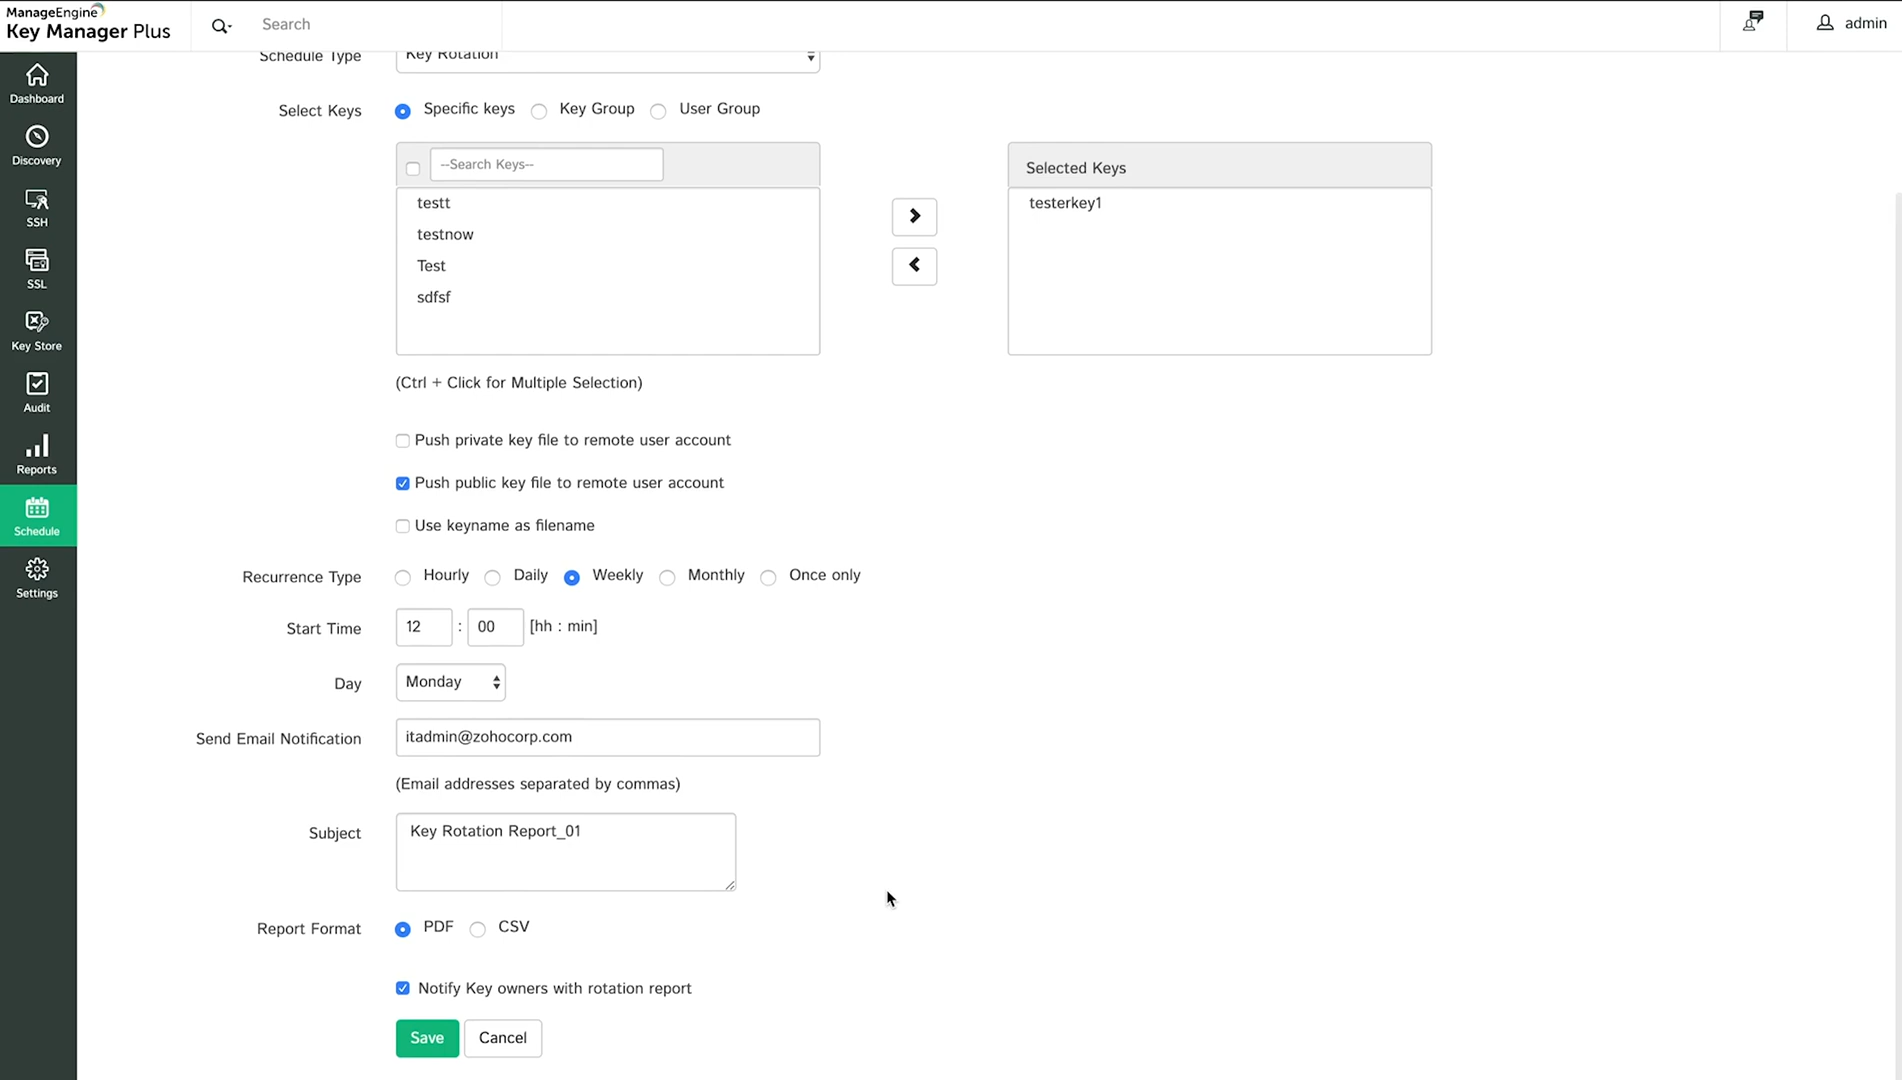 ManageEngine
Key Manager Plus
Search
admin
Dashboard
Discovery
SSH
SSL
Key Store
Audit
Reports
Schedule
Settings
Schedule Type
Key Rotation
Select Keys
Specific keys
Key Group
User Group
--Search Keys--
testt
testnow
Test
sdfsf
Selected Keys
testerkey1
(Ctrl + Click for Multiple Selection)
Push private key file to remote user account
Push public key file to remote user account
Use keyname as filename
Recurrence Type
Hourly
Daily
Weekly
Monthly
Once only
Start Time
12 : 00 [hh : min]
Day
Monday
Send Email Notification
itadmin@zohocorp.com
(Email addresses separated by commas)
Subject
Key Rotation Report_01
Report Format
PDF
CSV
Notify Key owners with rotation report
Save
Cancel